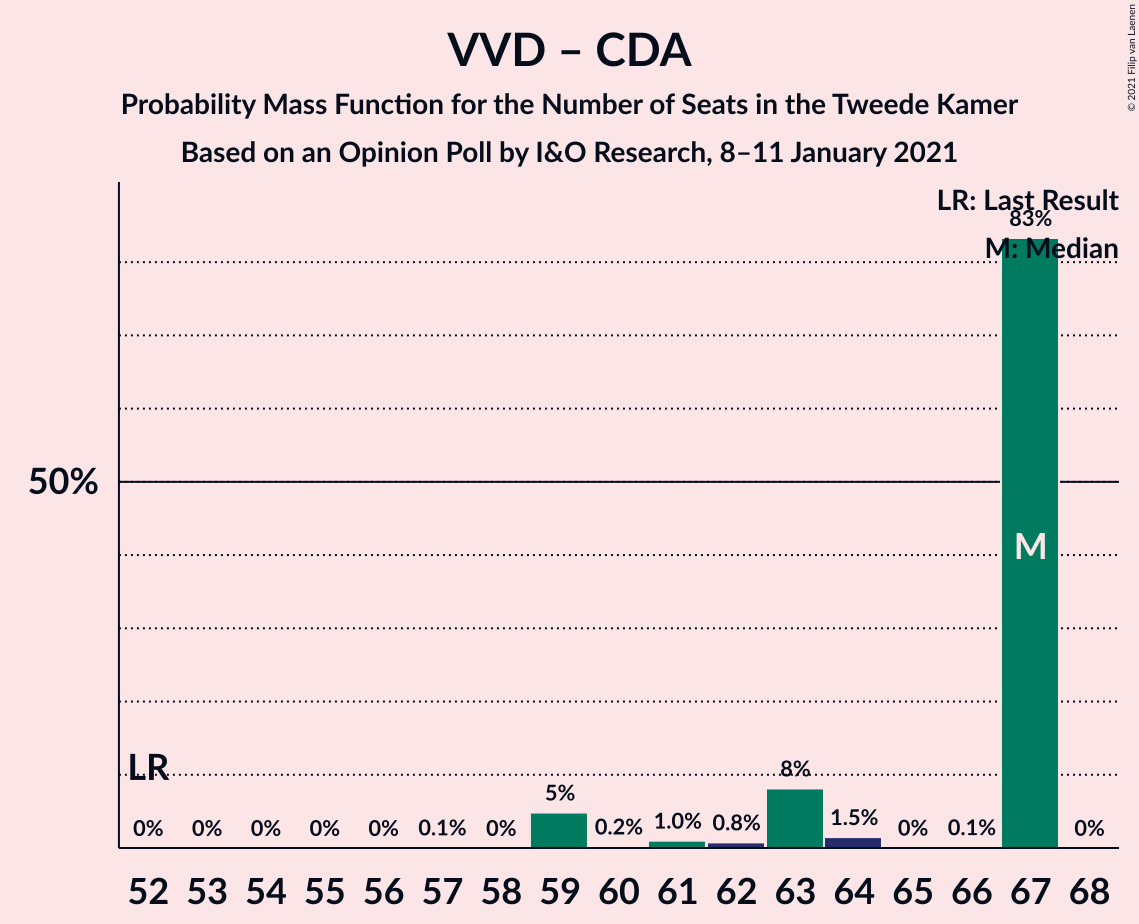 VVD – CDA
Probability Mass Function for the Number of Seats in the Tweede Kamer
Based on an Opinion Poll by I&O Research, 8–11 January 2021
© 2021 Filip van Laenen
LR: Last Result
83%
M: Median
50%
M
LR
0% 0% 0% 0% 0% 0.1% 0% 5% 0.2% 1.0% 0.8% 8% 1.5% 0% 0.1% 0%
52 53 54 55 56 57 58 59 60 61 62 63 64 65 66 67 68